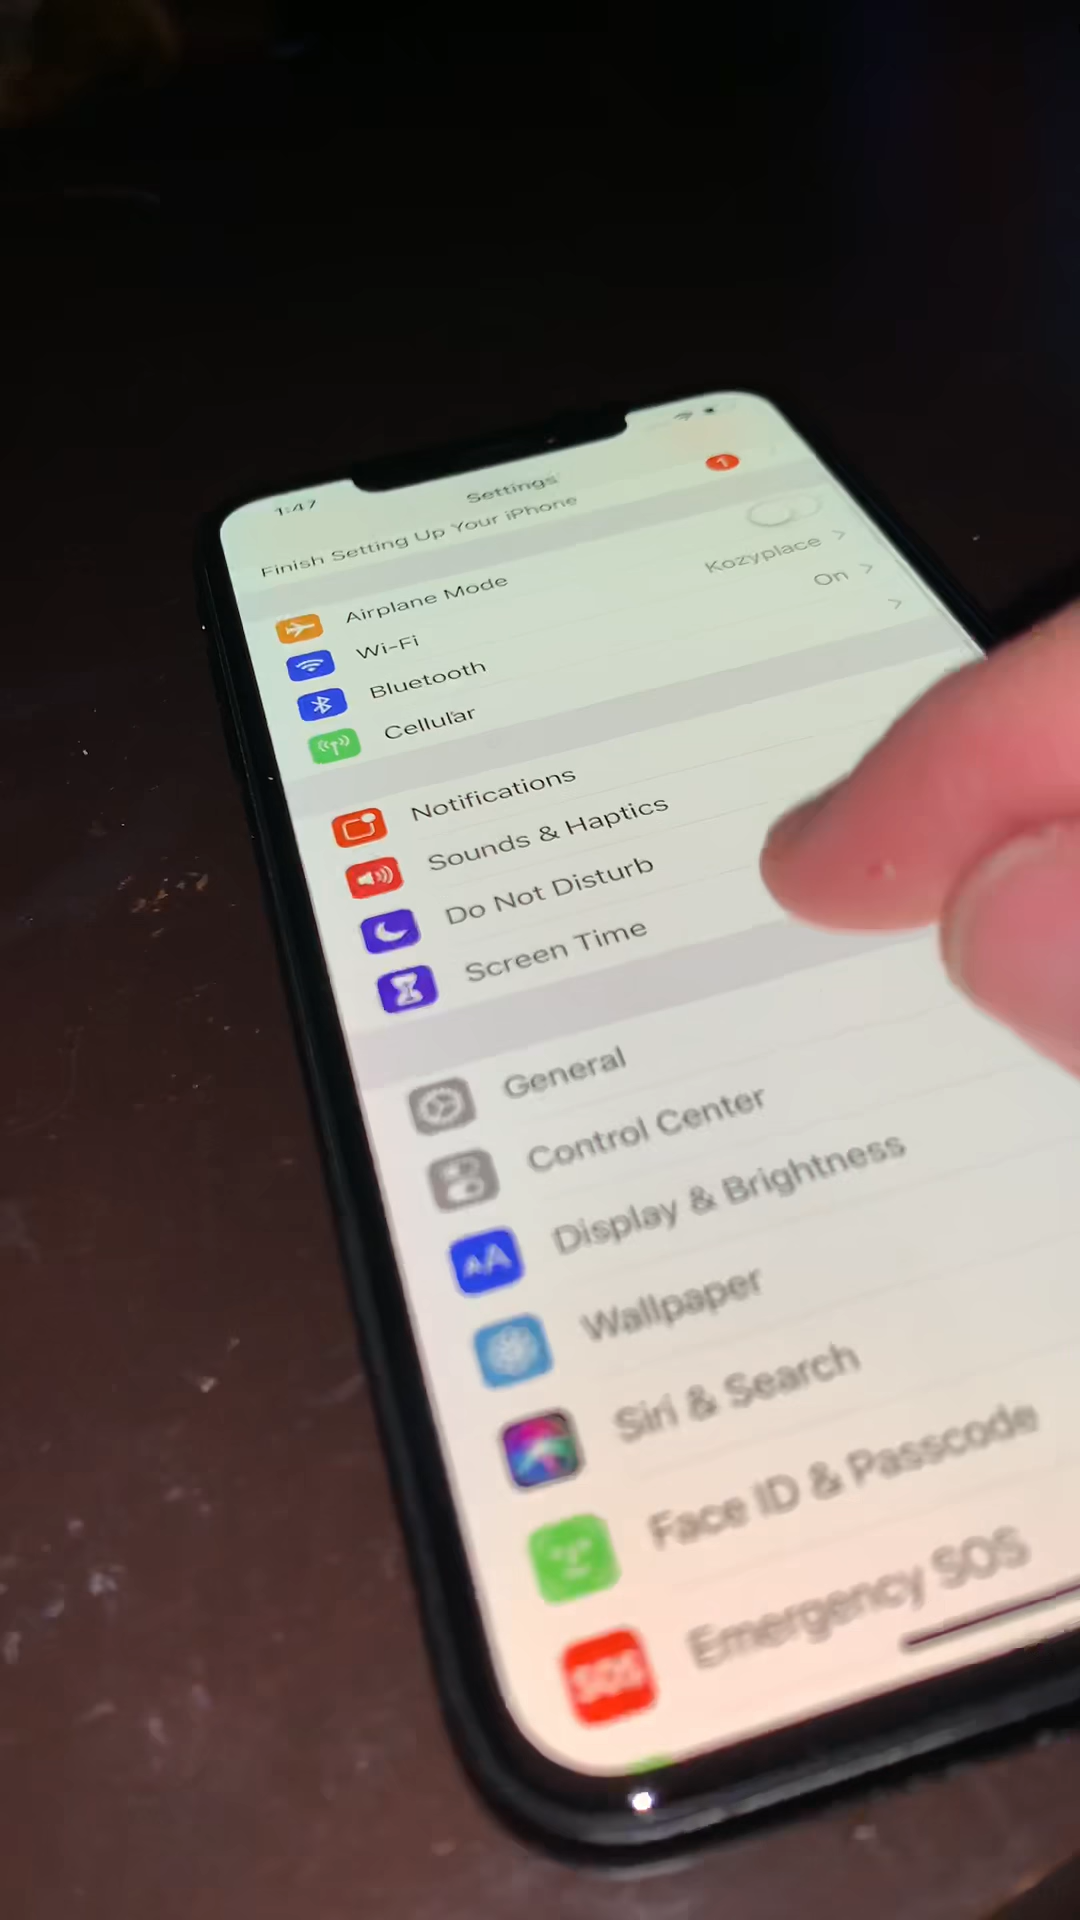 1:47
Settings
Finish Setting Up Your iPhone
1
Airplane Mode
Wi-Fi Kozyplace
Bluetooth On
Cellular
Notifications
Sounds & Haptics
Do Not Disturb
Screen Time
General
Control Center
AA
Display & Brightness
Wallpaper
Siri & Search
Face ID & Passcode
SOS
Emergency SOS